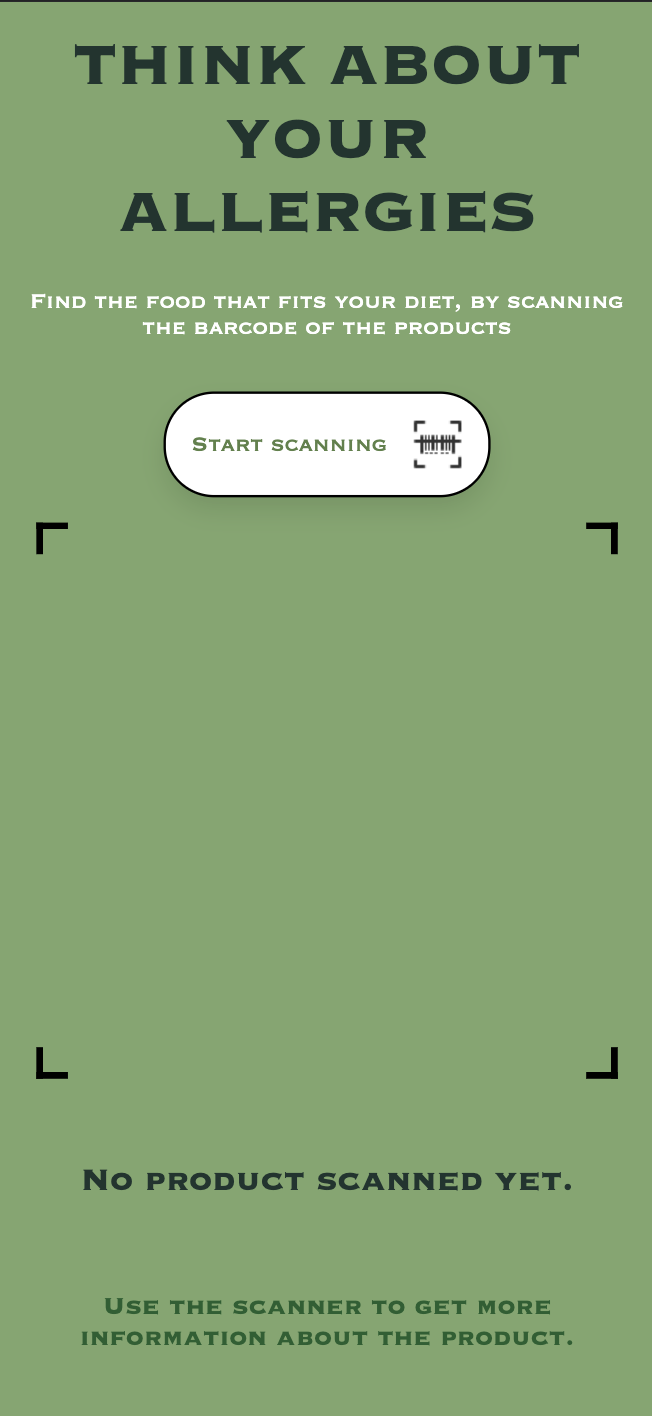 THINK ABOUT
YOUR
ALLERGIES
Find the food that fits your diet, by scanning
the barcode of the products
Start scanning
No product scanned yet.
Use the scanner to get more
information about the product.